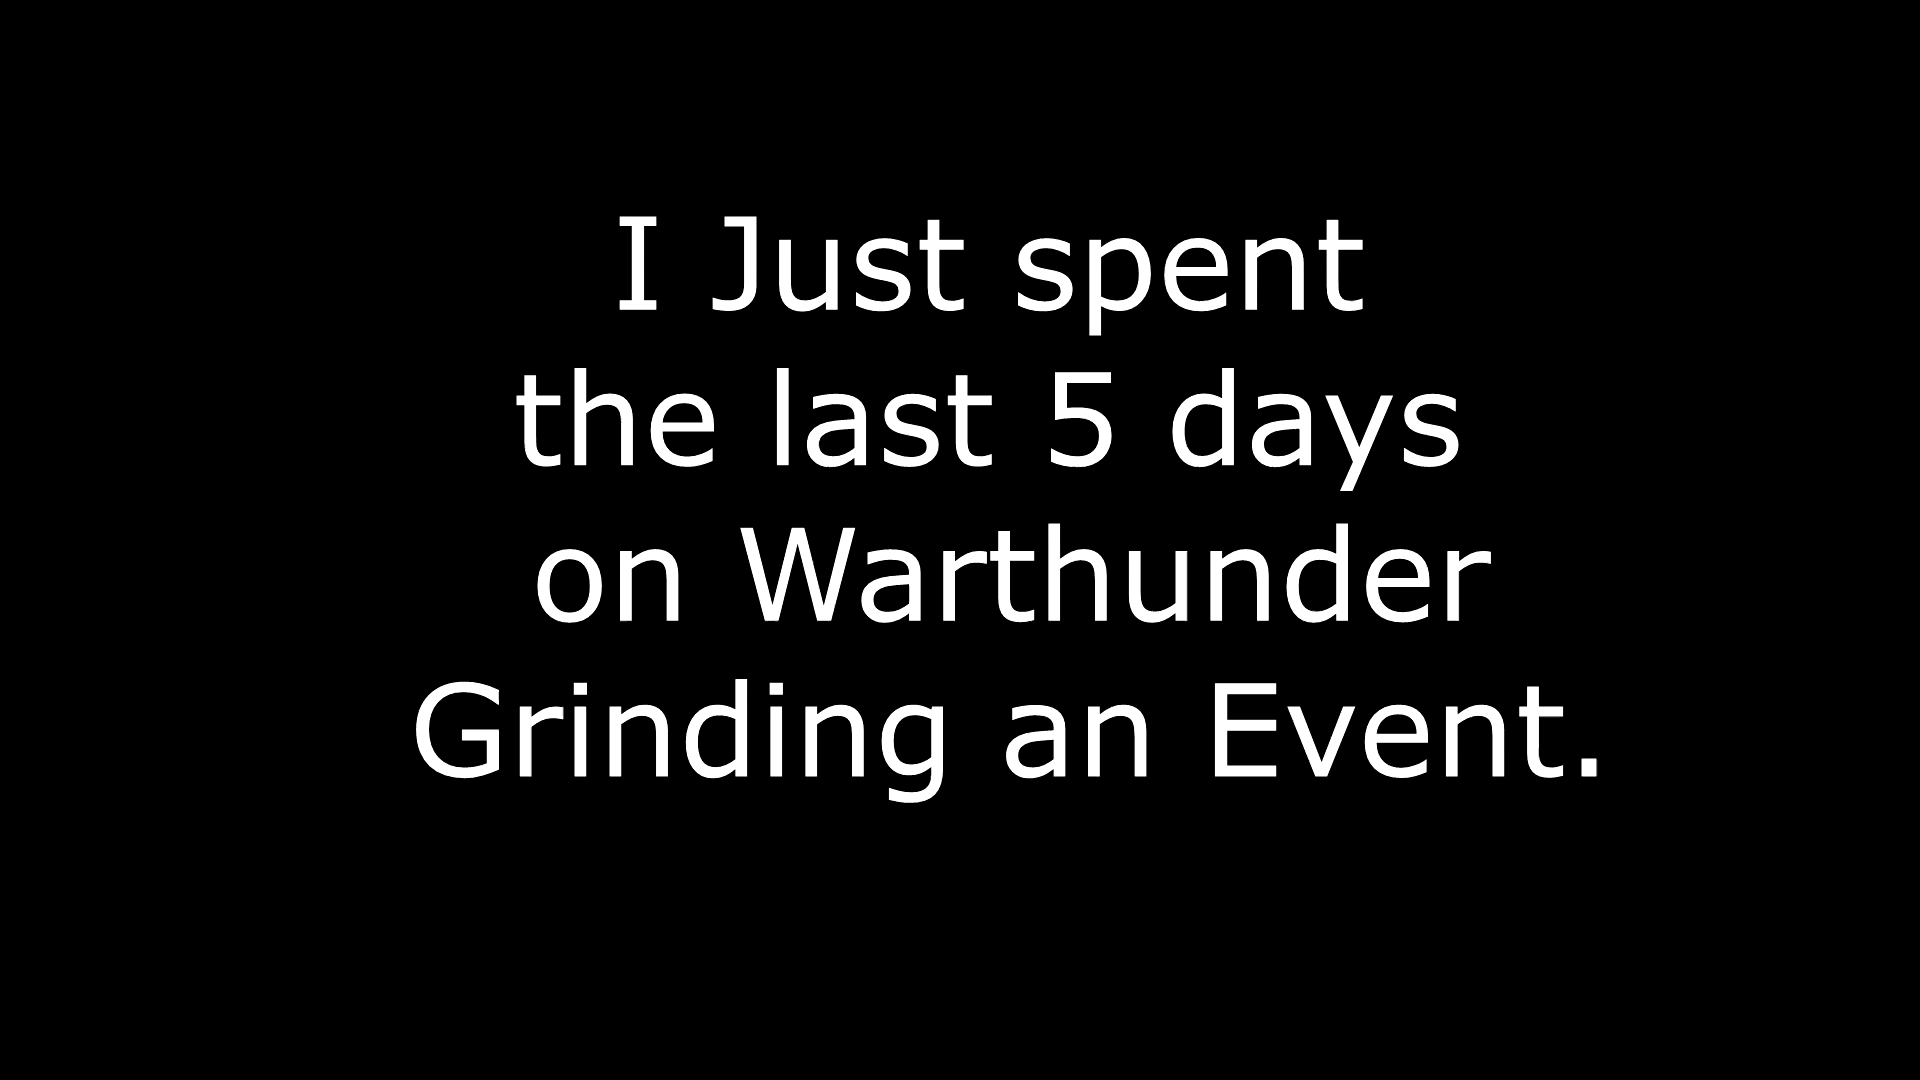 I Just spent
the last 5 days
on Warthunder
Grinding an Event.